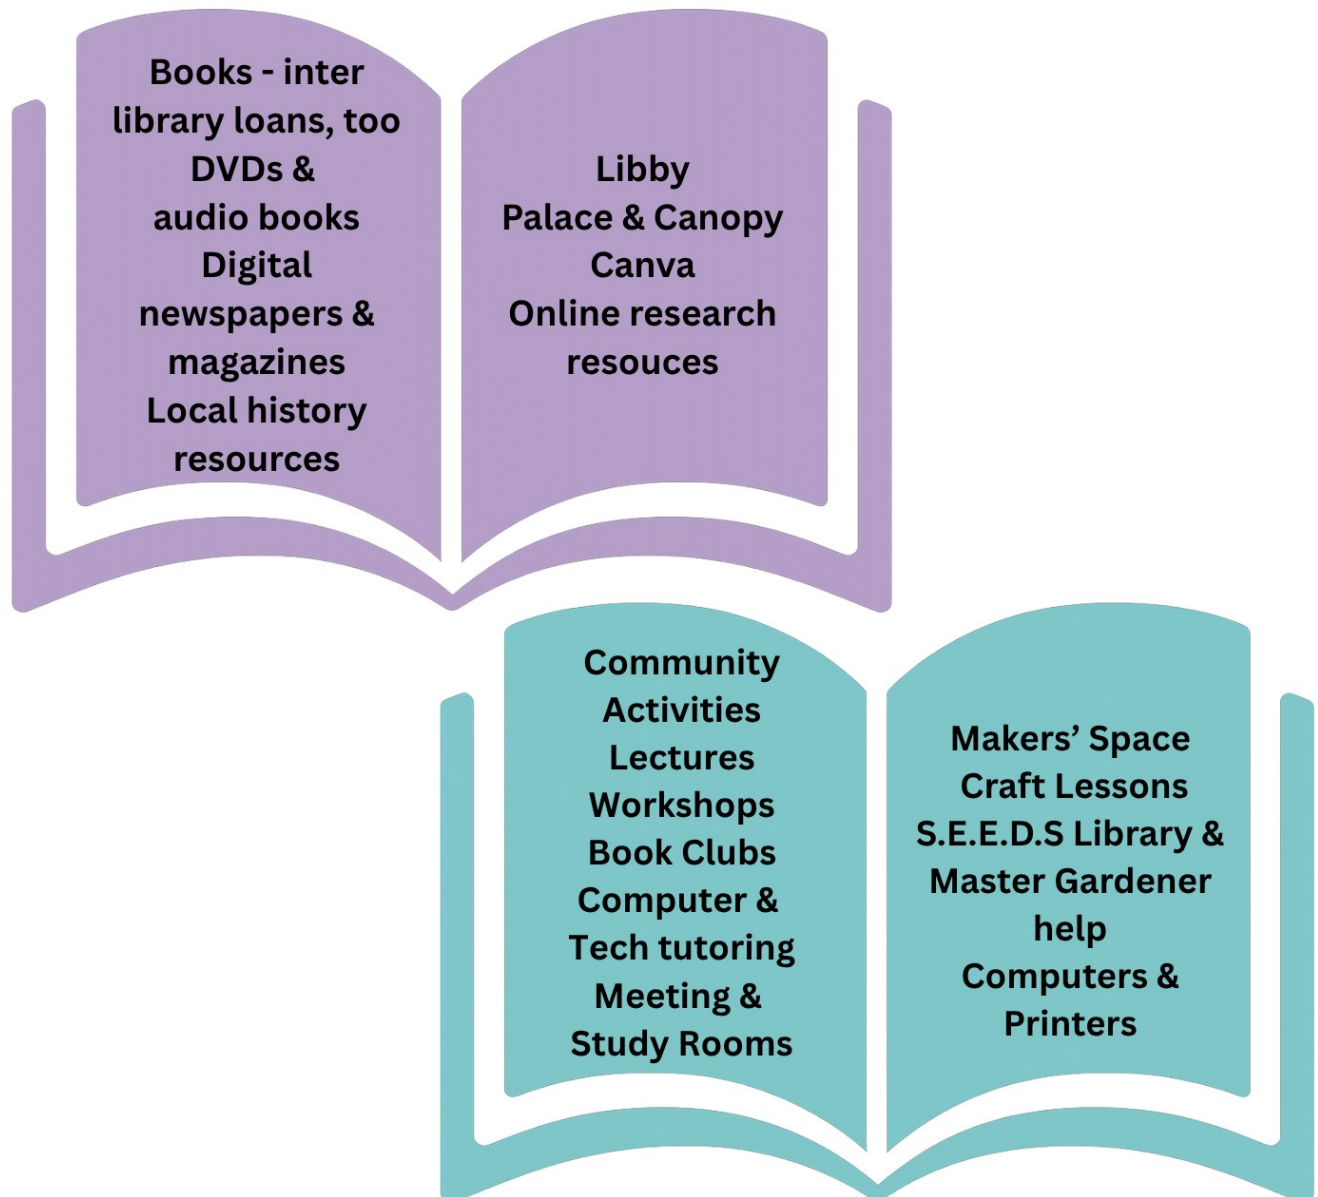 Books - inter
library loans, too
DVDs &
audio books
Digital
newspapers &
magazines
Local history
resources
Libby
Palace & Canopy
Canva
Online research
resouces
Community
Activities
Lectures
Workshops
Book Clubs
Computer &
Tech tutoring
Meeting &
Study Rooms
Makers’ Space
Craft Lessons
S.E.E.D.S Library &
Master Gardener
help
Computers &
Printers